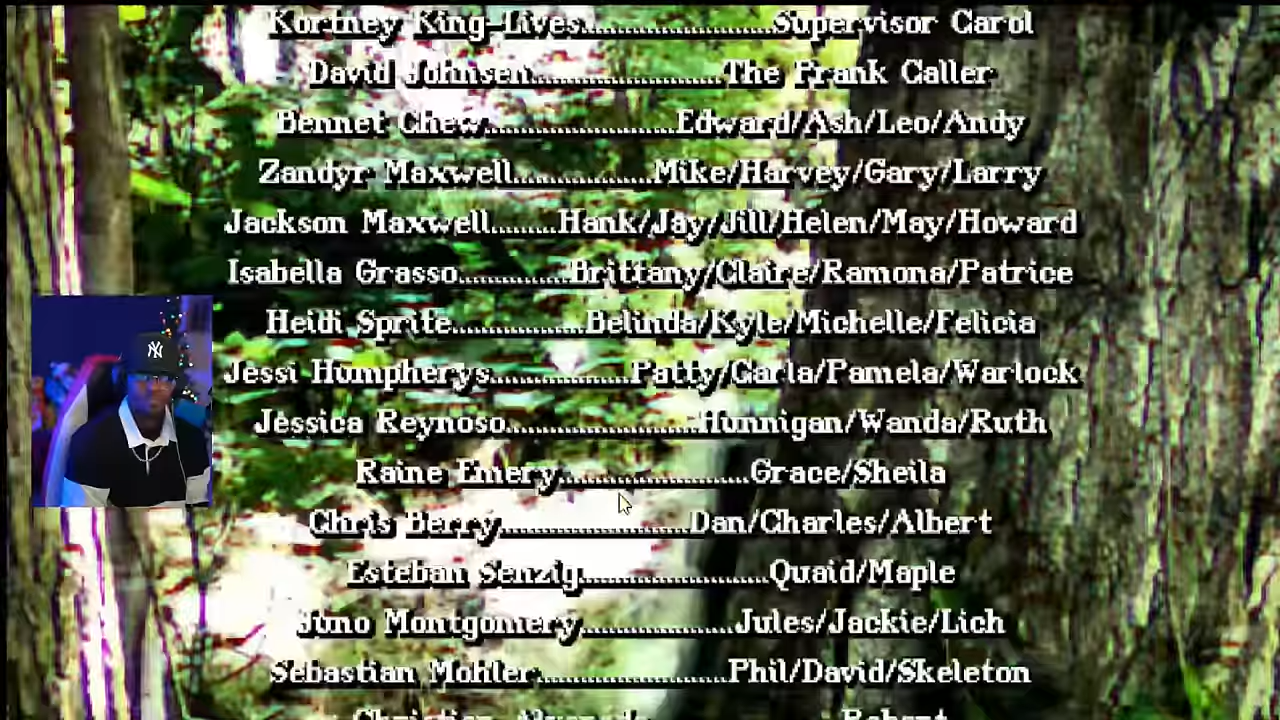 Kortney King-Lives.....................Supervisor Carol
David Johnsen.....................The Prank Caller
Bennet Chew.....................Edward/Ash/Leo/Andy
Zandyr Maxwell...............Mike/Harvey/Gary/Larry
Jackson Maxwell.......Hank/Jay/Jill/Helen/May/Howard
Isabella Grasso............Brittany/Claire/Ramona/Patrice
Heidi Sprite..............Belinda/Kyle/Michelle/Felicia
NY
Jessi Humpherys...............Patty/Carla/Pamela/Warlock
Jessica Reynoso.....................Hunnigan/Wanda/Ruth
Raine Emery.....................Grace/Sheila
Chris Berry.....................Dan/Charles/Albert
Esteban Senzig.....................Quaid/Maple
Juno Montgomery.................Jules/Jackie/Lich
Sebastian Mohler.....................Phil/David/Skeleton